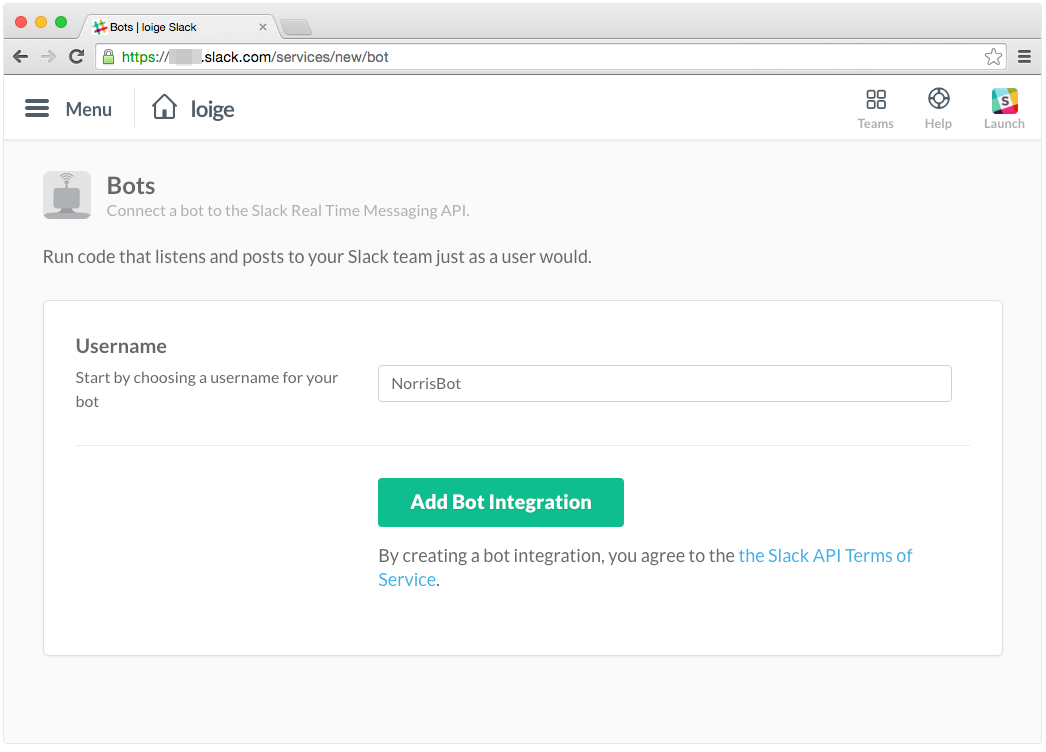 Bots | loige Slack
https:// .slack.com/services/new/bot
Menu
loige
Teams
Help
Launch
Bots
Connect a bot to the Slack Real Time Messaging API.
Run code that listens and posts to your Slack team just as a user would.
Username
Start by choosing a username for your
bot
NorrisBot
Add Bot Integration
By creating a bot integration, you agree to the the Slack API Terms of
Service.